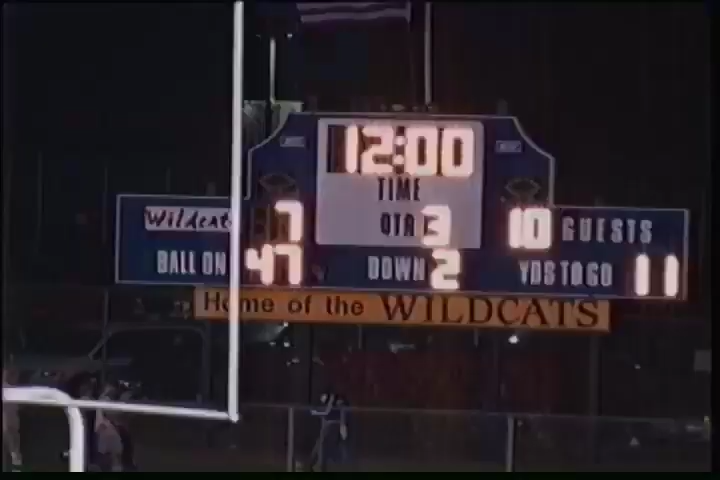 12:00
TIME
Wildcats 7 QTR 3 10 GUESTS
BALL ON 47 DOWN 2 YDS TO GO 11
Home of the WILDCATS